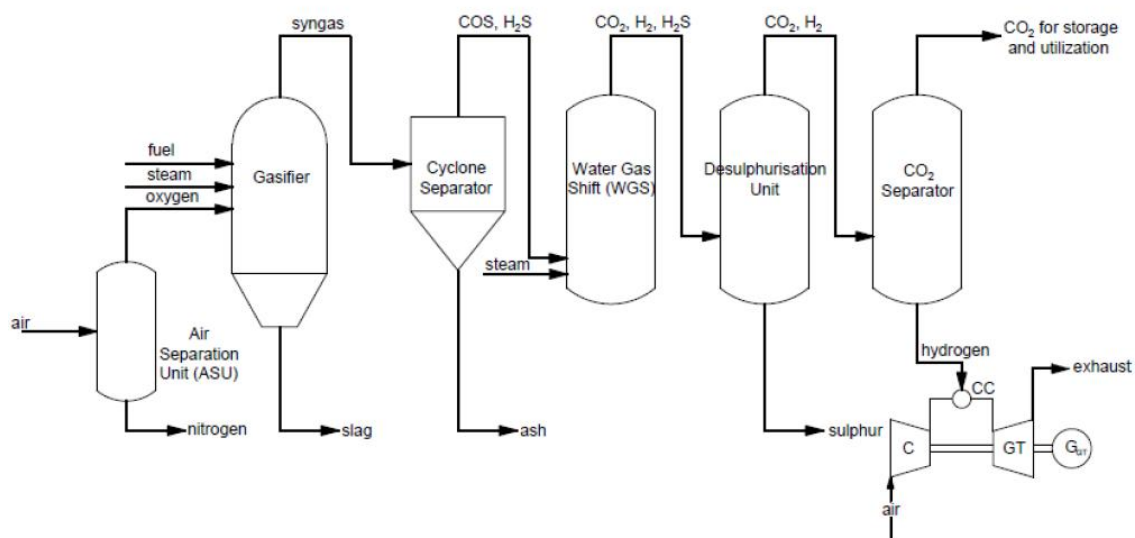 syngas
COS, H₂S
CO₂, H₂, H₂S
CO₂, H₂
CO₂ for storage
and utilization
fuel
steam
oxygen
Gasifier
Cyclone
Separator
Water Gas
Shift (WGS)
Desulphurisation
Unit
CO₂
Separator
steam
air
Air
Separation
Unit (ASU)
hydrogen
exhaust
CC
nitrogen
slag
ash
sulphur
C
GT
G_GT
air